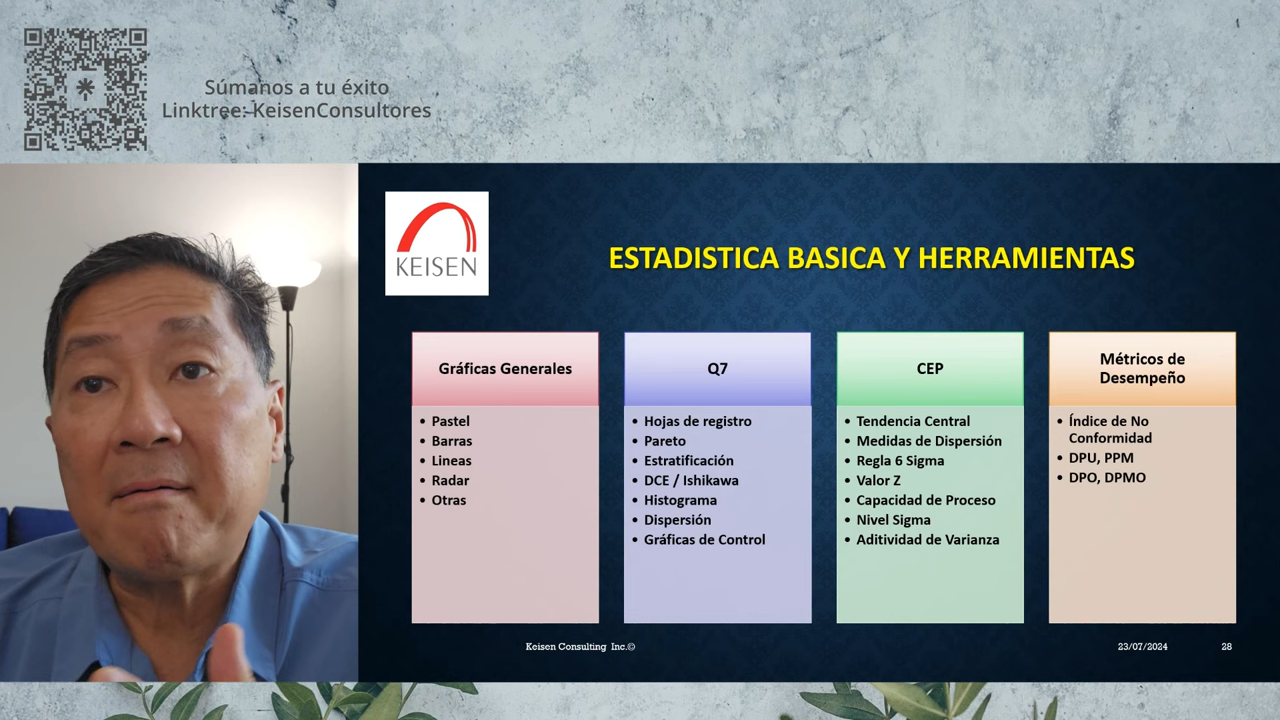 Súmanos a tu éxito
Linktree: KeisenConsultores
KEISEN
ESTADISTICA BASICA Y HERRAMIENTAS
Gráficas Generales
• Pastel
• Barras
• Lineas
• Radar
• Otras
Q7
• Hojas de registro
• Pareto
• Estratificación
• DCE / Ishikawa
• Histograma
• Dispersión
• Gráficas de Control
CEP
• Tendencia Central
• Medidas de Dispersión
• Regla 6 Sigma
• Valor Z
• Capacidad de Proceso
• Nivel Sigma
• Aditividad de Varianza
Métricos de
Desempeño
• Índice de No
Conformidad
• DPU, PPM
• DPO, DPMO
Keisen Consulting Inc.©
23/07/2024
28